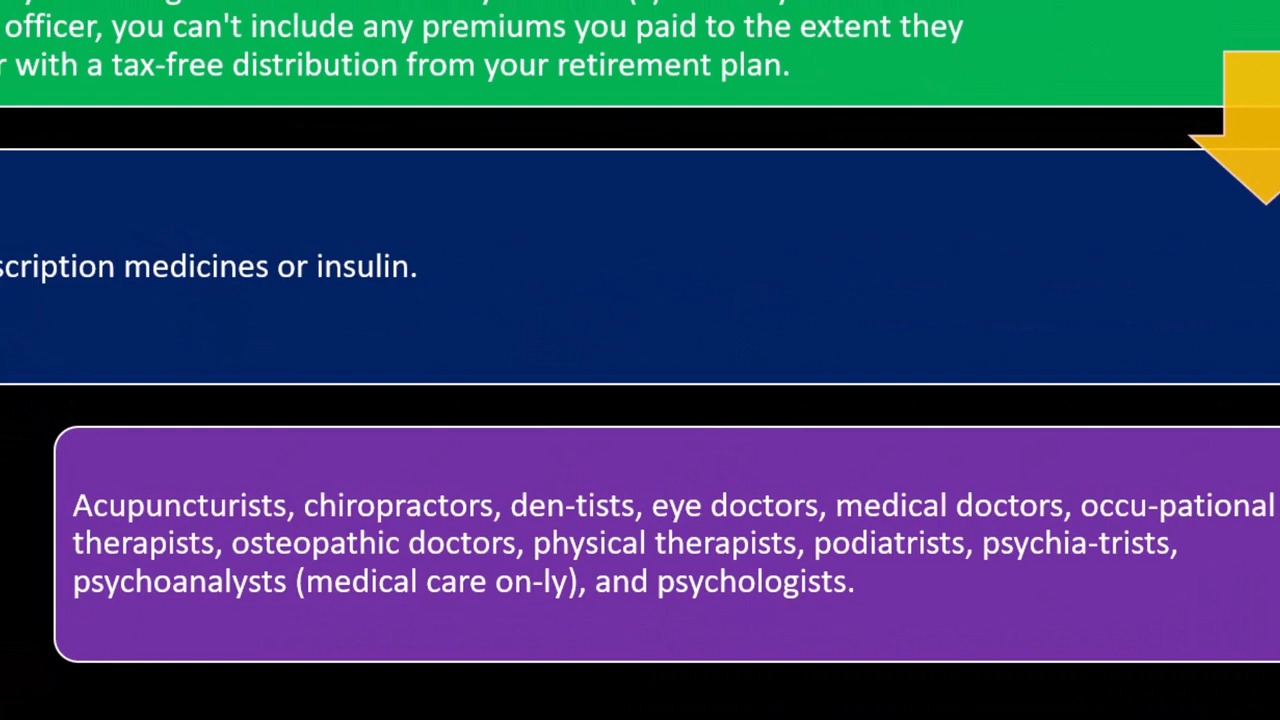 officer, you can't include any premiums you paid to the extent they
with a tax-free distribution from your retirement plan.
medicines or insulin.
Acupuncturists, chiropractors, den-tists, eye doctors, medical doctors, occu-pational
therapists, osteopathic doctors, physical therapists, podiatrists, psychia-trists,
psychoanalysts (medical care on-ly), and psychologists.